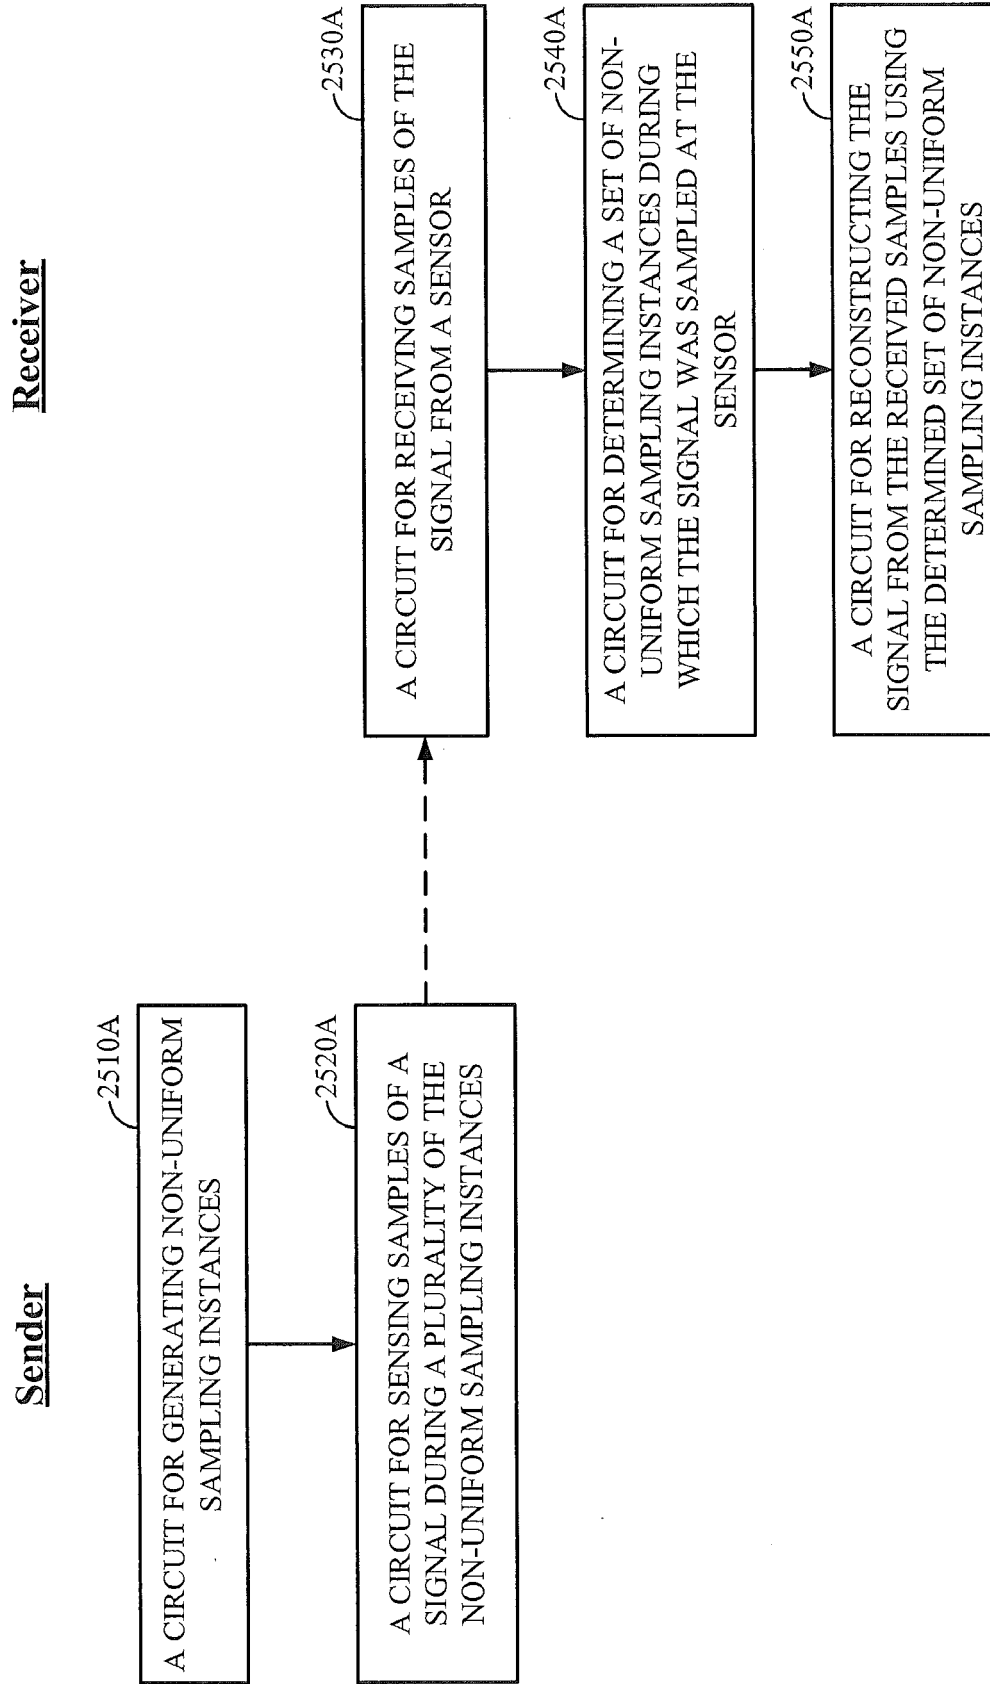 Sender
2510A
A CIRCUIT FOR GENERATING NON-UNIFORM
SAMPLING INSTANCES
2520A
A CIRCUIT FOR SENSING SAMPLES OF A
SIGNAL DURING A PLURALITY OF THE
NON-UNIFORM SAMPLING INSTANCES
Receiver
2530A
A CIRCUIT FOR RECEIVING SAMPLES OF THE
SIGNAL FROM A SENSOR
2540A
A CIRCUIT FOR DETERMINING A SET OF NON-
UNIFORM SAMPLING INSTANCES DURING
WHICH THE SIGNAL WAS SAMPLED AT THE
SENSOR
2550A
A CIRCUIT FOR RECONSTRUCTING THE
SIGNAL FROM THE RECEIVED SAMPLES USING
THE DETERMINED SET OF NON-UNIFORM
SAMPLING INSTANCES